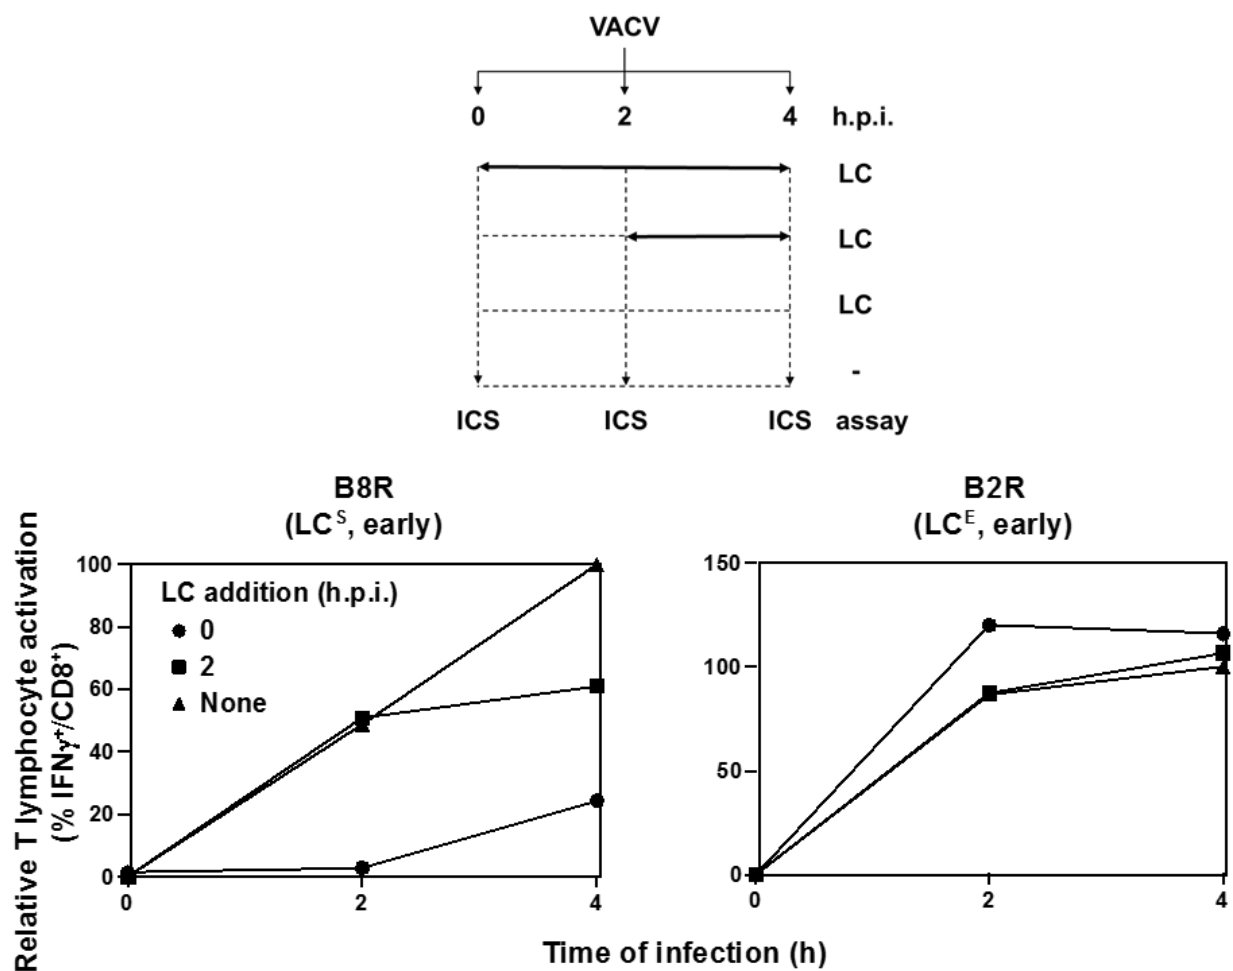 VACV
0 2 4 h.p.i.
LC
LC
LC
-
ICS ICS ICS assay
B8R
(LCS, early)
B2R
(LCE, early)
Relative T lymphocyte activation
(% IFNγ+/CD8+)
100
80
60
40
20
0
LC addition (h.p.i.)
0
2
None
0 2 4
150
100
50
0
0 2 4
Time of infection (h)